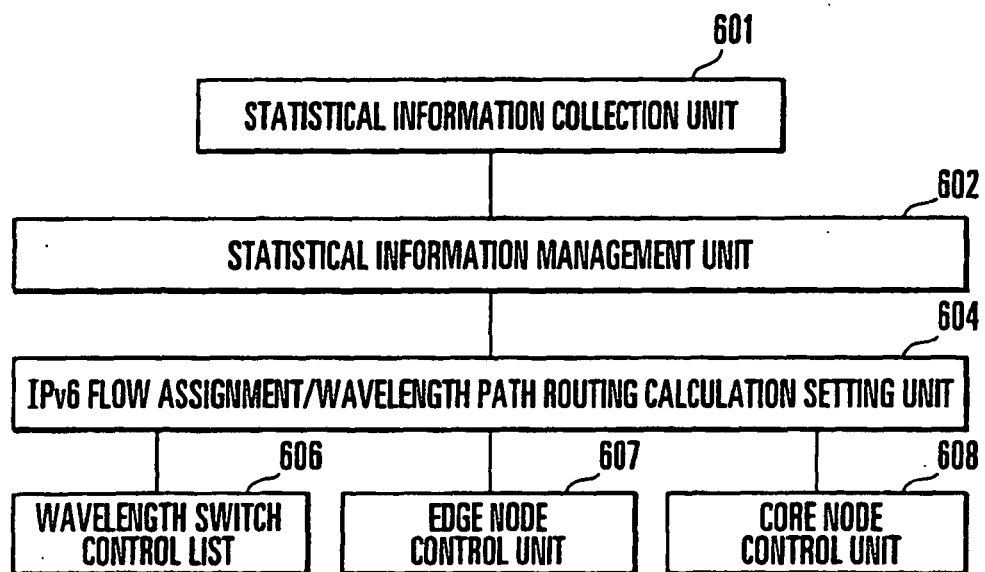 601
STATISTICAL INFORMATION COLLECTION UNIT
602
STATISTICAL INFORMATION MANAGEMENT UNIT
604
IPv6 FLOW ASSIGNMENT/WAVELENGTH PATH ROUTING CALCULATION SETTING UNIT
606
607
608
WAVELENGTH SWITCH
CONTROL LIST
EDGE NODE
CONTROL UNIT
CORE NODE
CONTROL UNIT